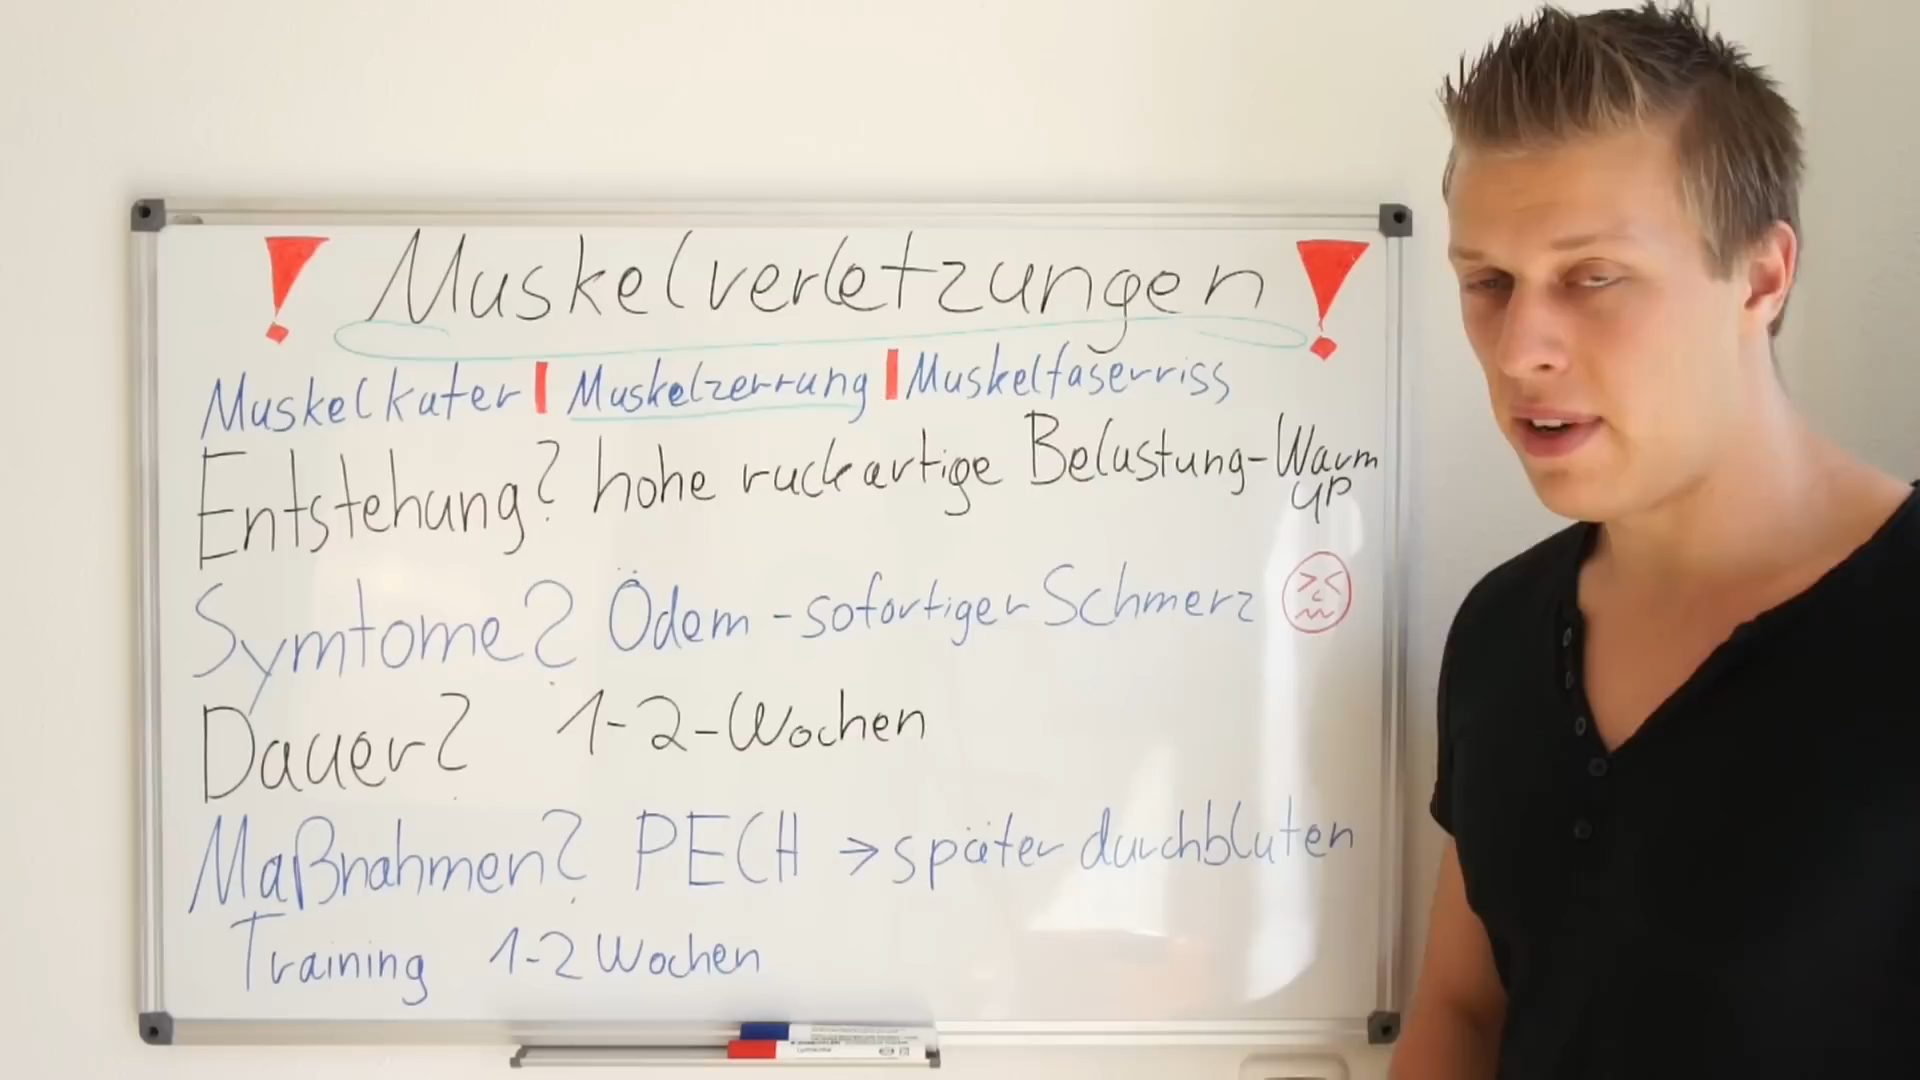 ! Muskelverletzungen !
Muskelkater | Muskelzerrung | Muskelfaserriss
Entstehung? hohe ruckartige Belastung-Warm
up
Symtome? Ödem - sofortiger Schmerz
Dauer? 1-2-Wochen
Maßnahmen? PECH → später durchbluten
Training 1-2 Wochen